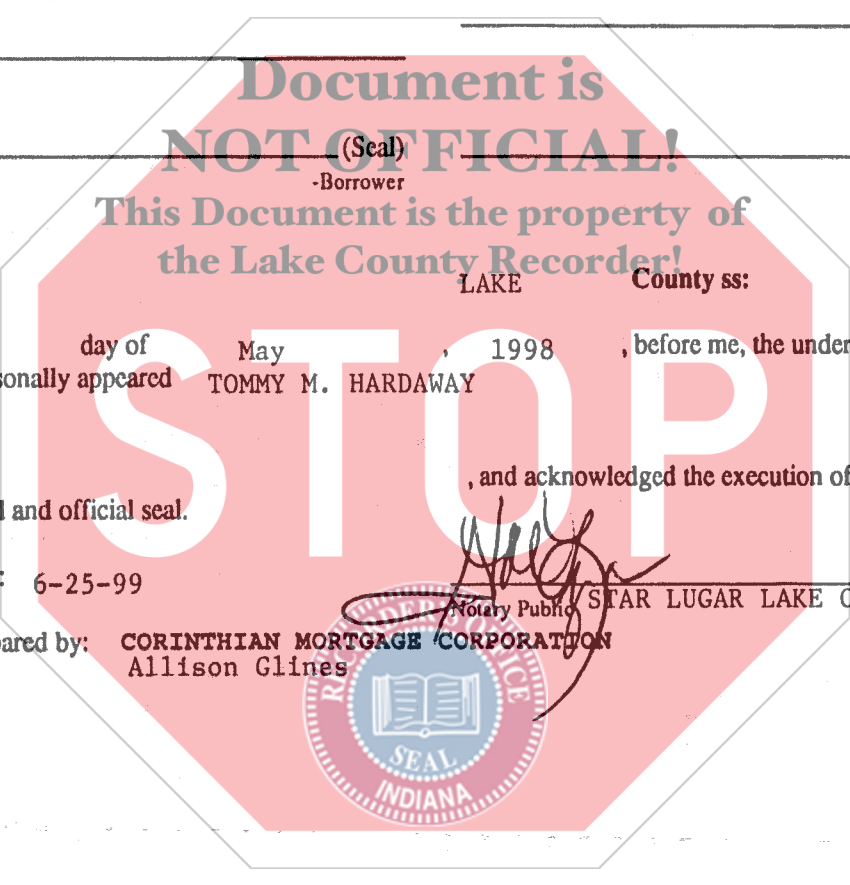 Document is
NOT OFFICIAL!
(Seal)
-Borrower
This Document is the property of
the Lake County Recorder!
LAKE County ss:
day of May , 1998 , before me, the under
sonally appeared TOMMY M. HARDAWAY
STOP
, and acknowledged the execution of
l and official seal.
: 6-25-99
Notary Public STAR LUGAR LAKE C
ared by: CORINTHIAN MORTGAGE CORPORATION
Allison Glines
RECORDER'S OFFICE
SEAL
INDIANA